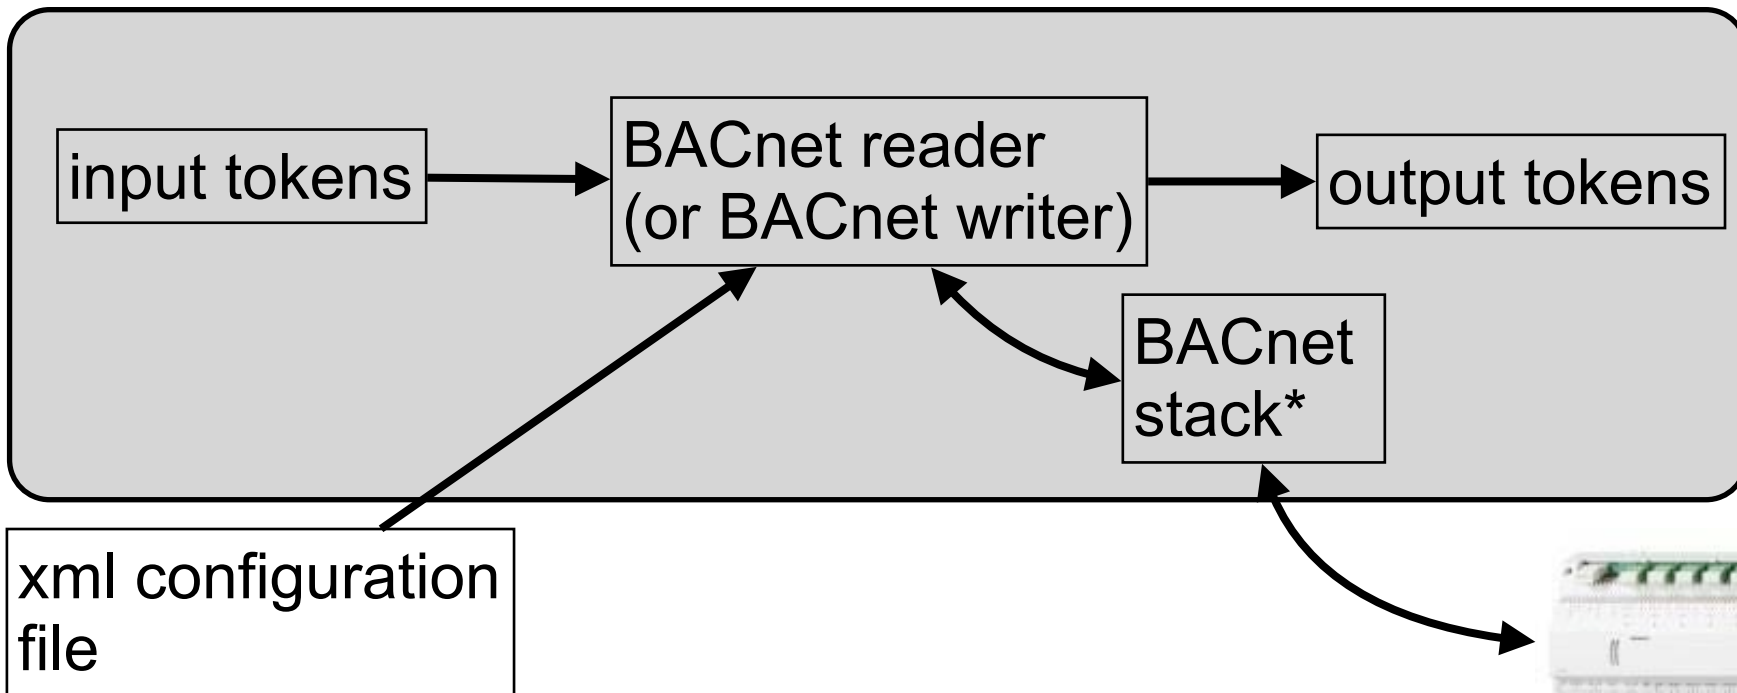 input tokens
BACnet reader
(or BACnet writer)
output tokens
BACnet
stack*
xml configuration
file